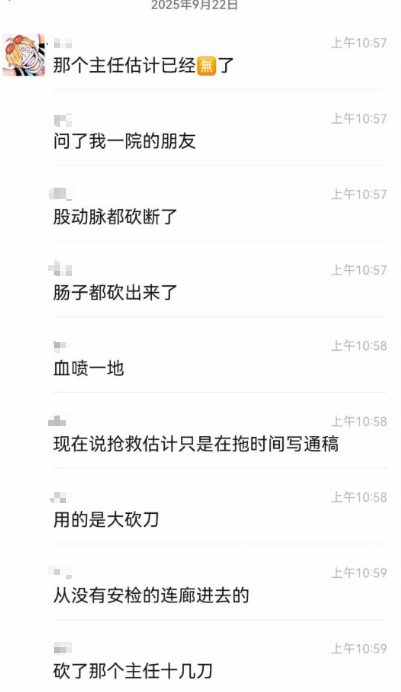 2025年9月22日
上午10:57
那个主任估计已经🈚了
上午10:57
问了我一院的朋友
上午10:57
股动脉都砍断了
上午10:57
肠子都砍出来了
上午10:58
血喷一地
上午10:58
现在说抢救估计只是在拖时间写通稿
上午10:58
用的是大砍刀
上午10:59
从没有安检的连廊进去的
上午10:59
砍了那个主任十几刀